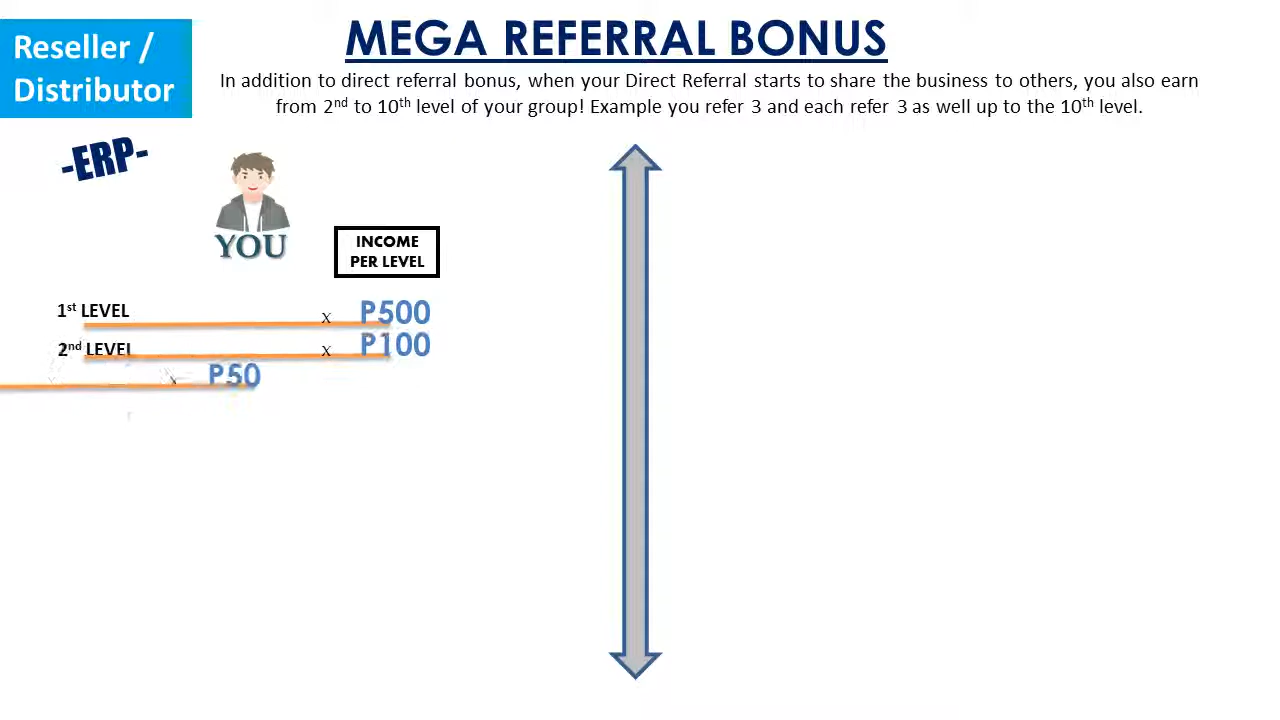 Reseller /
Distributor
MEGA REFERRAL BONUS
In addition to direct referral bonus, when your Direct Referral starts to share the business to others, you also earn
from 2nd to 10th level of your group! Example you refer 3 and each refer 3 as well up to the 10th level.
-ERP-
YOU
INCOME
PER LEVEL
1st LEVEL x P500
2nd LEVEL x P100
x P50